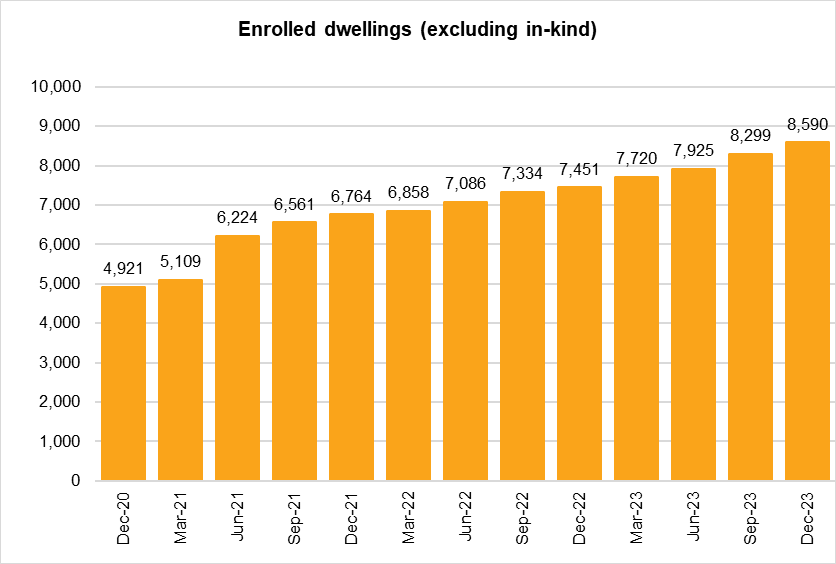 Enrolled dwellings (excluding in-kind)
10,000
9,000
8,000
7,000
6,000
5,000
4,000
3,000
2,000
1,000
0
4,921
5,109
6,224
6,561
6,764
6,858
7,086
7,334
7,451
7,720
7,925
8,299
8,590
Dec-20
Mar-21
Jun-21
Sep-21
Dec-21
Mar-22
Jun-22
Sep-22
Dec-22
Mar-23
Jun-23
Sep-23
Dec-23